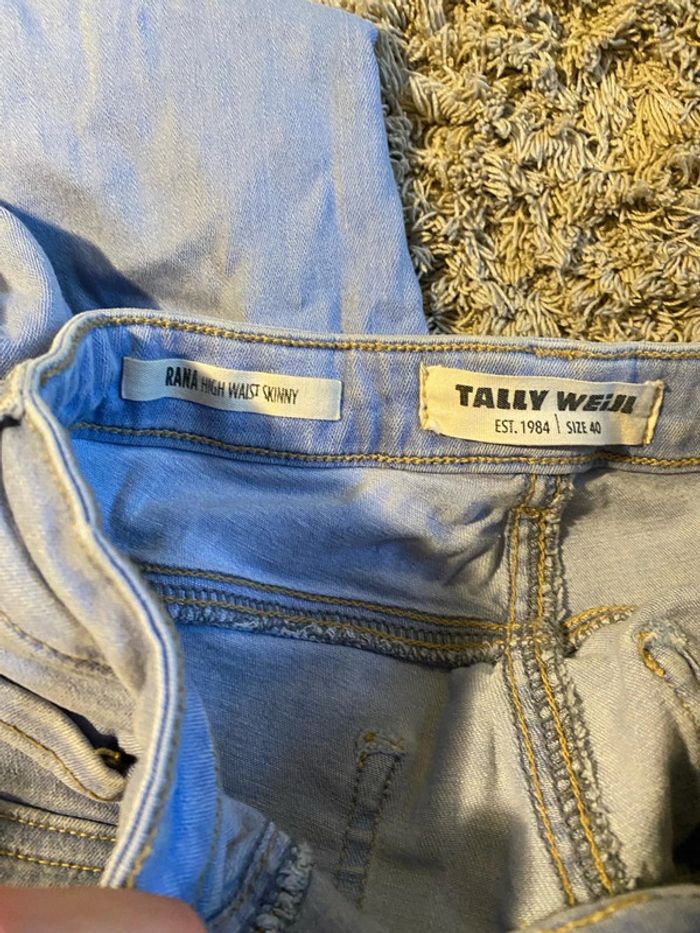 RANA HIGH WAIST SKINNY
TALLY WEiJL
EST. 1984 | SIZE 40